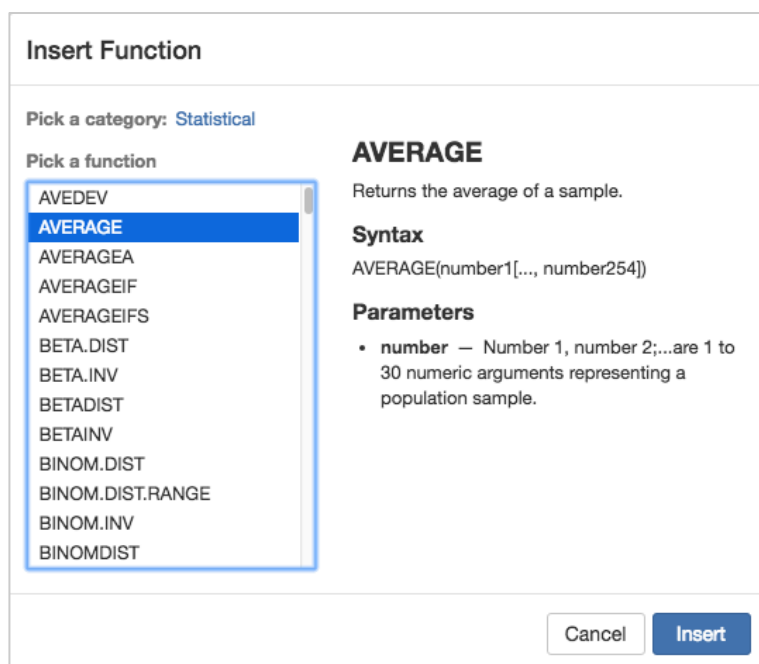 Insert Function
Pick a category: Statistical
Pick a function
AVEDEV
AVERAGE
AVERAGEA
AVERAGEIF
AVERAGEIFS
BETA.DIST
BETA.INV
BETADIST
BETAINV
BINOM.DIST
BINOM.DIST.RANGE
BINOM.INV
BINOMDIST
AVERAGE
Returns the average of a sample.
Syntax
AVERAGE(number1[..., number254])
Parameters
• number — Number 1, number 2;...are 1 to
30 numeric arguments representing a
population sample.
Cancel
Insert